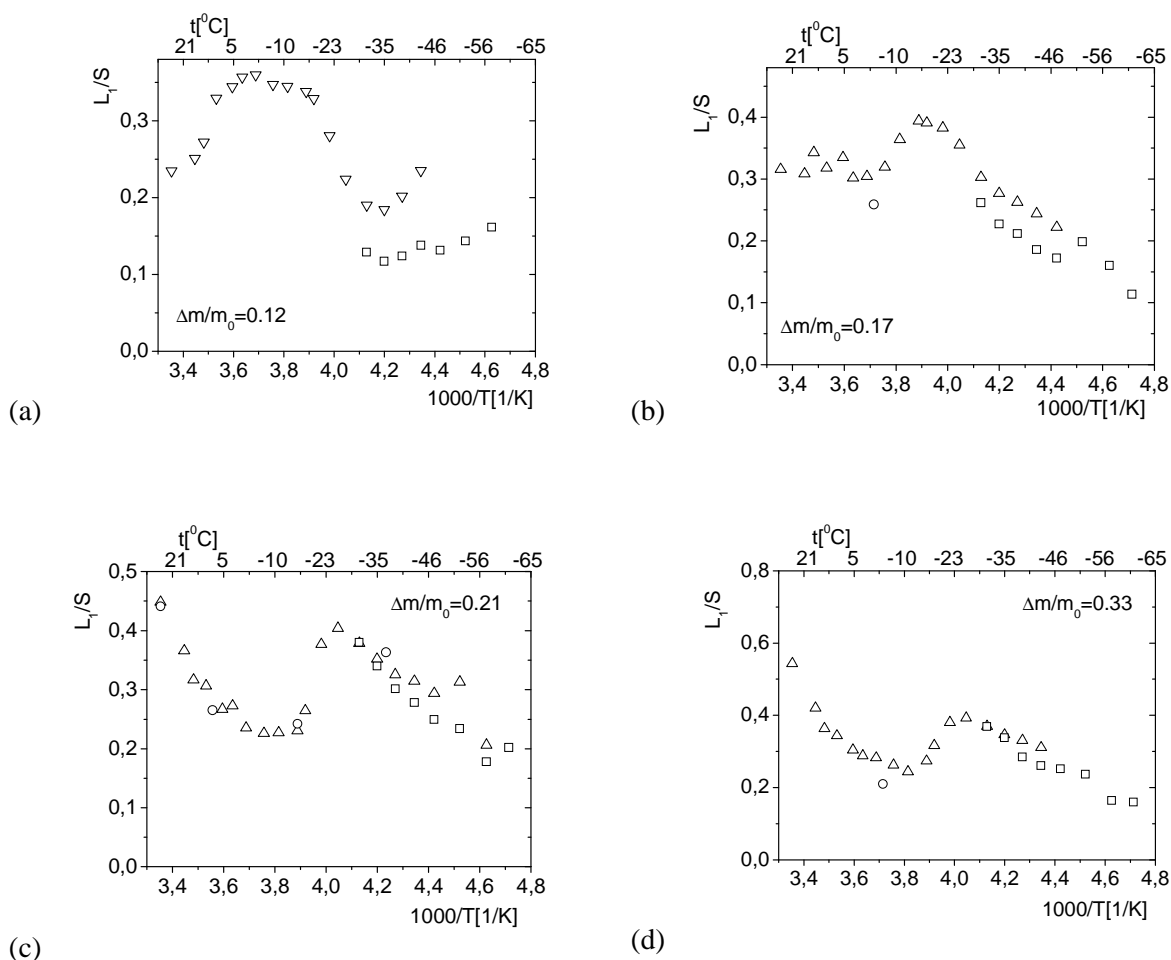 t[⁰C]
21 5 -10 -23 -35 -46 -56 -65
L₁/S
0,3
0,2
0,1
0,0
Δm/m₀=0.12
3,4 3,6 3,8 4,0 4,2 4,4 4,6 4,8
1000/T[1/K]
(a)
t[⁰C]
21 5 -10 -23 -35 -46 -56 -65
L₁/S
0,4
0,3
0,2
0,1
0,0
Δm/m₀=0.17
3,4 3,6 3,8 4,0 4,2 4,4 4,6 4,8
1000/T[1/K]
(b)
t[⁰C]
21 5 -10 -23 -35 -46 -56 -65
L₁/S
0,5
0,4
0,3
0,2
0,1
0,0
Δm/m₀=0.21
3,4 3,6 3,8 4,0 4,2 4,4 4,6 4,8
1000/T[1/K]
(c)
t[⁰C]
21 5 -10 -23 -35 -46 -56 -65
L₁/S
0,8
0,6
0,4
0,2
0,0
Δm/m₀=0.33
3,4 3,6 3,8 4,0 4,2 4,4 4,6 4,8
1000/T[1/K]
(d)